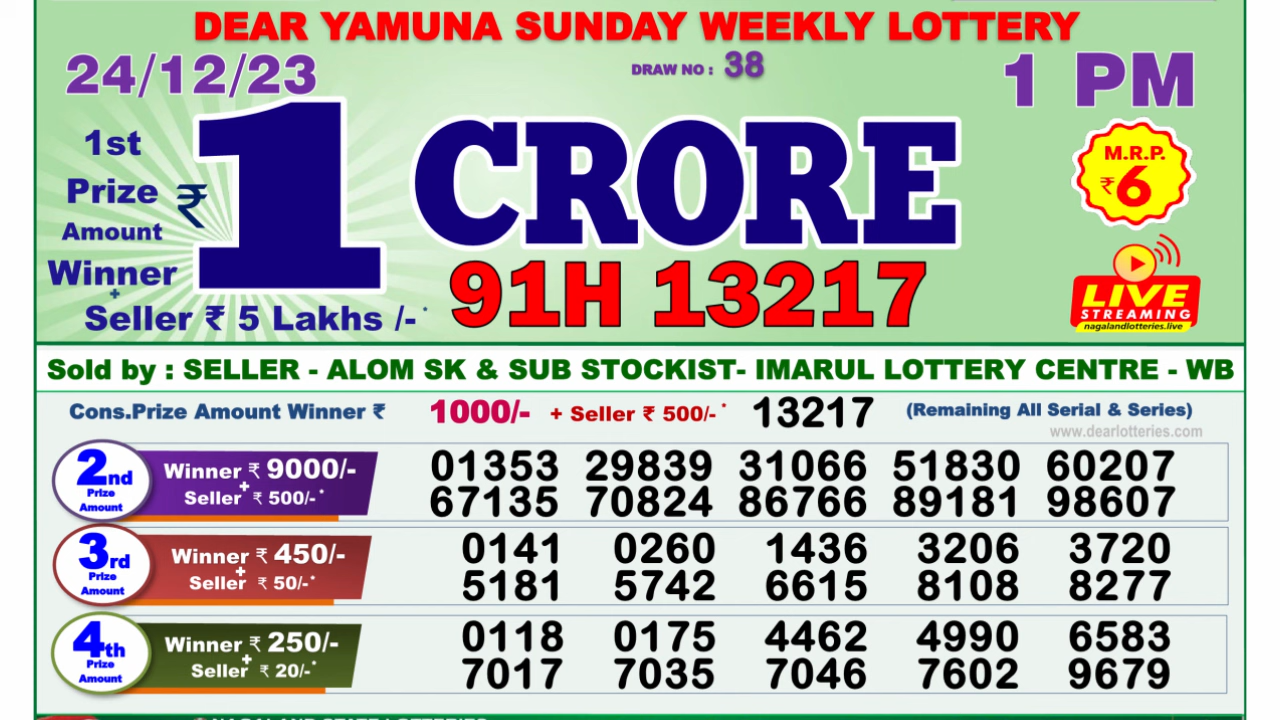 DEAR YAMUNA SUNDAY WEEKLY LOTTERY
24/12/23
DRAW NO : 38
1 PM
1st
Prize
Amount
Winner
+
Seller ₹ 5 Lakhs /-*
₹ 1 CRORE
91H 13217
M.R.P.
₹6
LIVE
STREAMING
nagalandlotteries.live
Sold by : SELLER - ALOM SK & SUB STOCKIST- IMARUL LOTTERY CENTRE - WB
Cons.Prize Amount Winner ₹ 1000/- + Seller ₹ 500/-* 13217 (Remaining All Serial & Series)
www.dearlotteries.com
2nd
Prize
Amount
Winner ₹ 9000/-
+
Seller ₹ 500/-*
01353 29839 31066 51830 60207
67135 70824 86766 89181 98607
3rd
Prize
Amount
Winner ₹ 450/-
+
Seller ₹ 50/-*
0141 0260 1436 3206 3720
5181 5742 6615 8108 8277
4th
Prize
Amount
Winner ₹ 250/-
+
Seller ₹ 20/-*
0118 0175 4462 4990 6583
7017 7035 7046 7602 9679